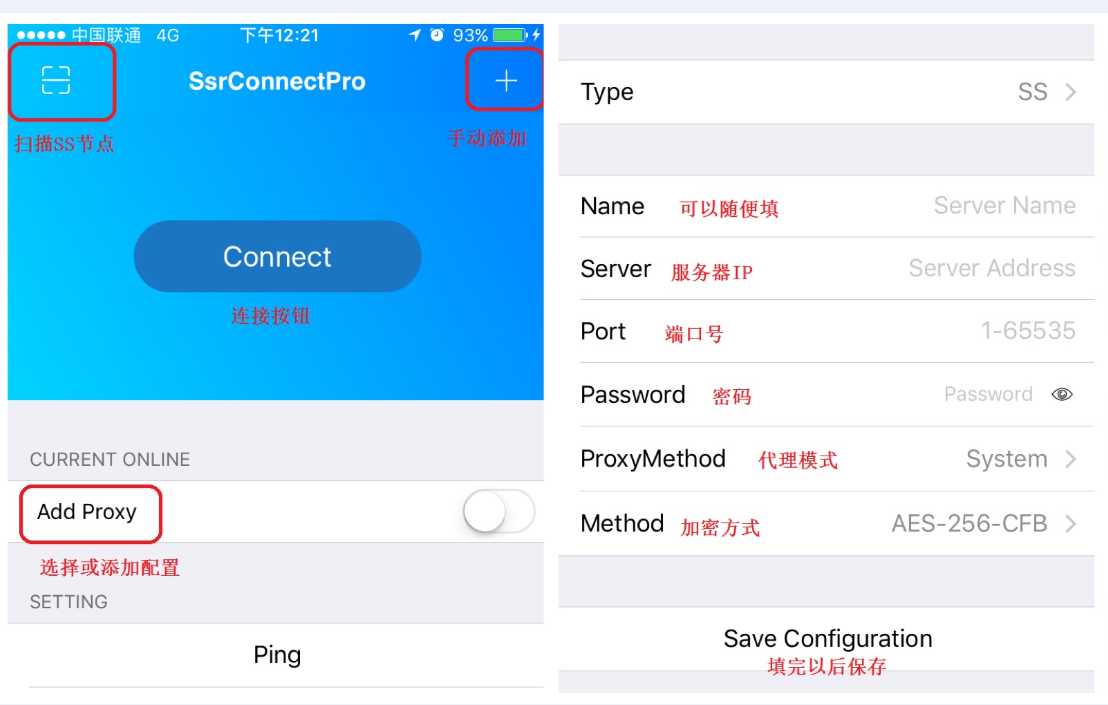 中国联通 4G 下午12:21 93%
SsrConnectPro
扫描SS节点
手动添加
Connect
连接按钮
CURRENT ONLINE
Add Proxy
选择或添加配置
SETTING
Ping
Type SS
Name 可以随便填 Server Name
Server 服务器IP Server Address
Port 端口号 1-65535
Password 密码 Password
ProxyMethod 代理模式 System
Method 加密方式 AES-256-CFB
Save Configuration
填完以后保存